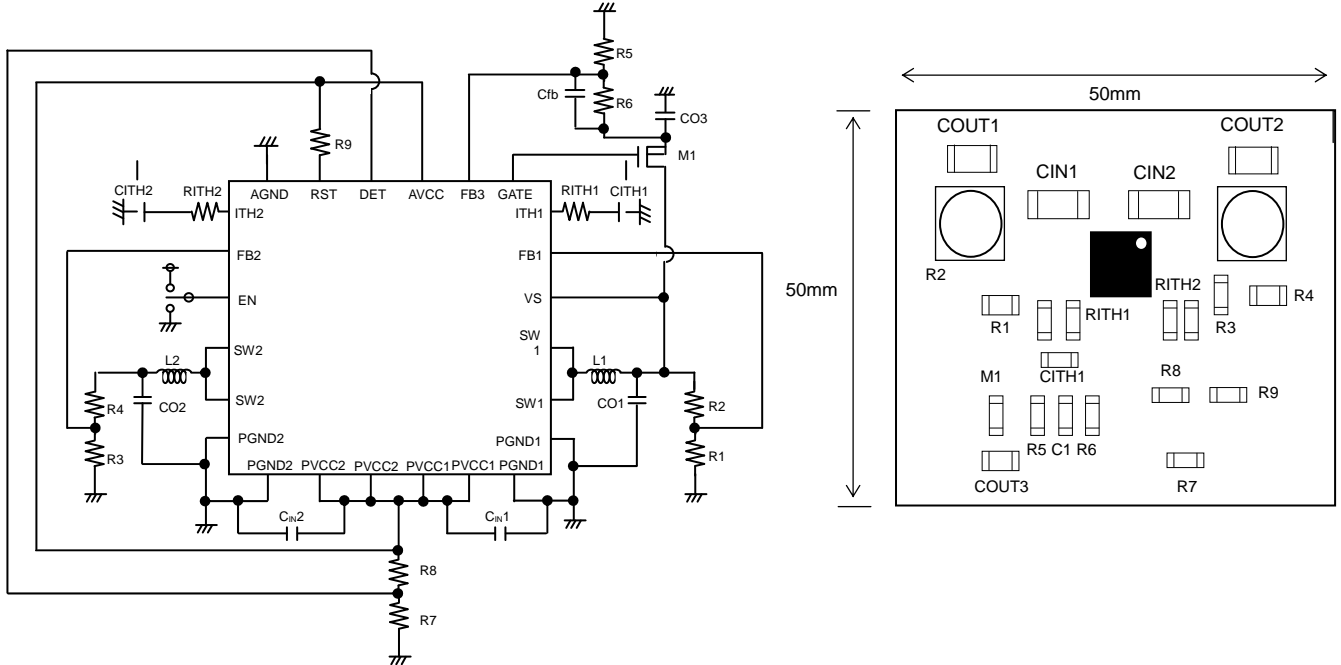 R5
Cfb
R6
CO3
R9
M1
CITH2
RITH2
AGND
RST
DET
AVCC
FB3
GATE
RITH1
CITH1
ITH2
ITH1
FB2
FB1
EN
VS
SW
1
SW2
L2
L1
SW2
SW1
R4
CO2
CO1
R2
R3
R1
PGND2
PGND1
PGND2
PVCC2
PVCC2
PVCC1
PVCC1
PGND1
CIN2
CIN1
R8
R7
50mm
50mm
COUT1
COUT2
CIN1
CIN2
R2
RITH2
R4
R1
RITH1
R3
M1
CITH1
R8
R9
R5
C1
R6
COUT3
R7